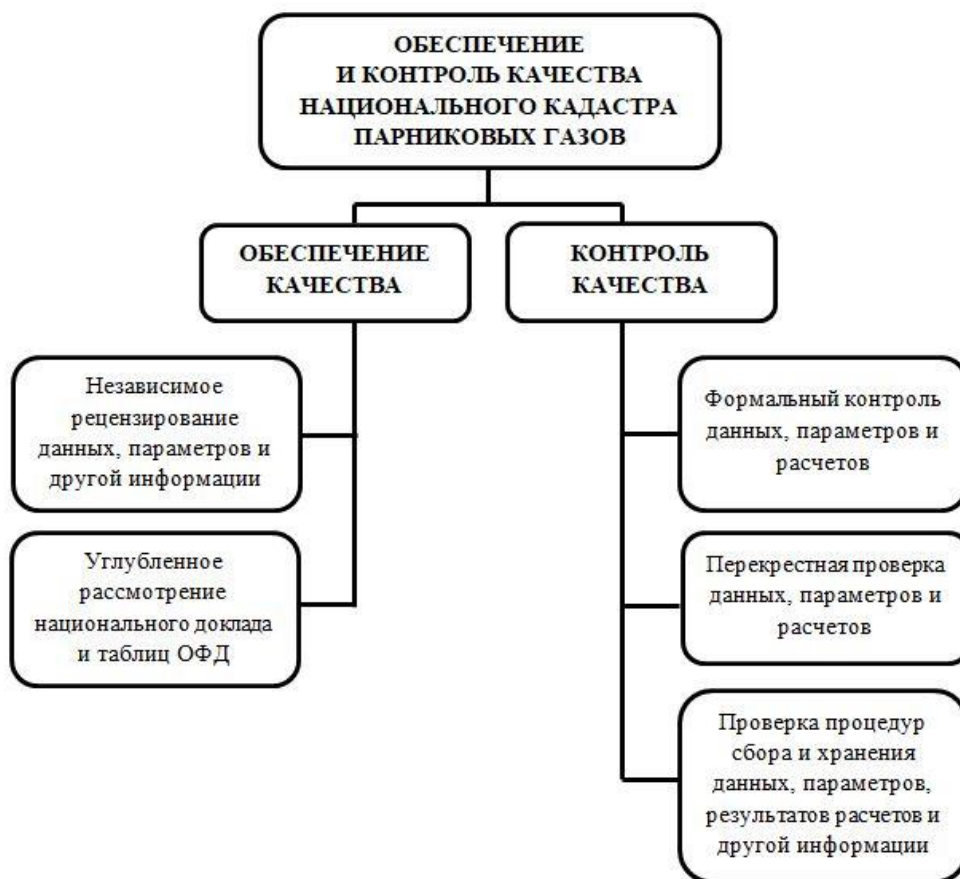 ОБЕСПЕЧЕНИЕ
И КОНТРОЛЬ КАЧЕСТВА
НАЦИОНАЛЬНОГО КАДАСТРА
ПАРНИКОВЫХ ГАЗОВ
ОБЕСПЕЧЕНИЕ
КАЧЕСТВА
КОНТРОЛЬ
КАЧЕСТВА
Независимое
рецензирование
данных, параметров и
другой информации
Углубленное
рассмотрение
национального доклада
и таблиц ОФД
Формальный контроль
данных, параметров и
расчетов
Перекрестная проверка
данных, параметров и
расчетов
Проверка процедур
сбора и хранения
данных, параметров,
результатов расчетов и
другой информации